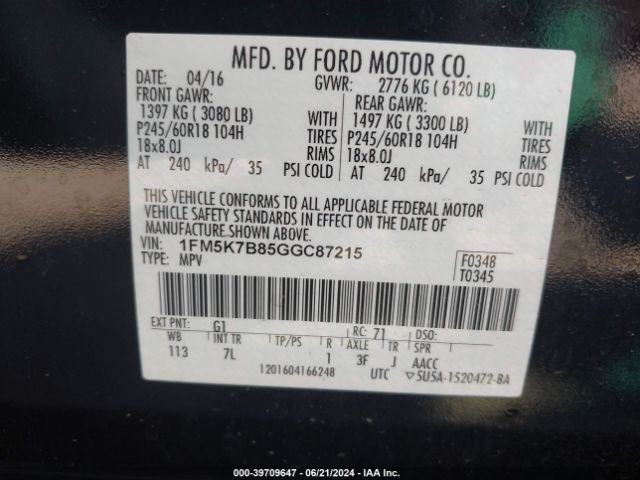 MFD. BY FORD MOTOR CO.
DATE: 04/16 GVWR: 2776 KG ( 6120 LB)
FRONT GAWR: REAR GAWR:
1397 KG ( 3080 LB) WITH 1497 KG ( 3300 LB) WITH
P245/60R18 104H TIRES P245/60R18 104H TIRES
18x8.0J RIMS 18x8.0J RIMS
AT 240 kPa/ 35 PSI COLD AT 240 kPa/ 35 PSI COLD
THIS VEHICLE CONFORMS TO ALL APPLICABLE FEDERAL MOTOR
VEHICLE SAFETY STANDARDS IN EFFECT ON THE DATE OF
MANUFACTURE SHOWN ABOVE.
VIN: 1FM5K7B85GGC87215 F0348
TYPE: MPV T0345
EXT PNT: G1 RC: 71 DSO:
WB INT TR TP/PS R AXLE TR SPR
113 7L 1 3F J AACC
1201604166248 UTC ▽5U5A-1520472-BA
000-39709647 / 06/21/2024 - IAA Inc.